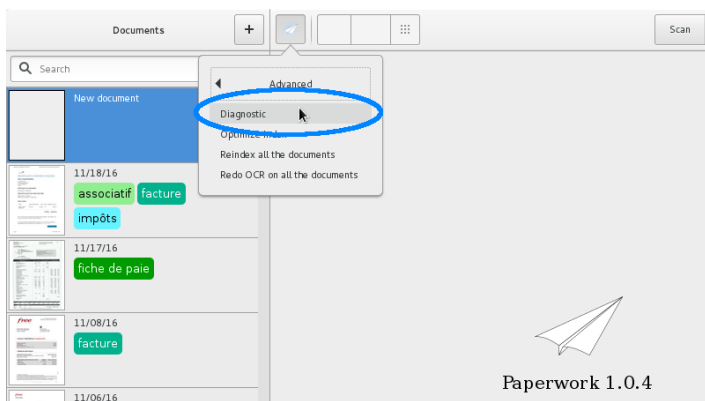 Documents
+
Scan
Search
Advanced
Diagnostic
Optimize index
Reindex all the documents
Redo OCR on all the documents
New document
11/18/16
associatif facture
impôts
11/17/16
fiche de paie
11/08/16
free
facture
11/06/16
Paperwork 1.0.4